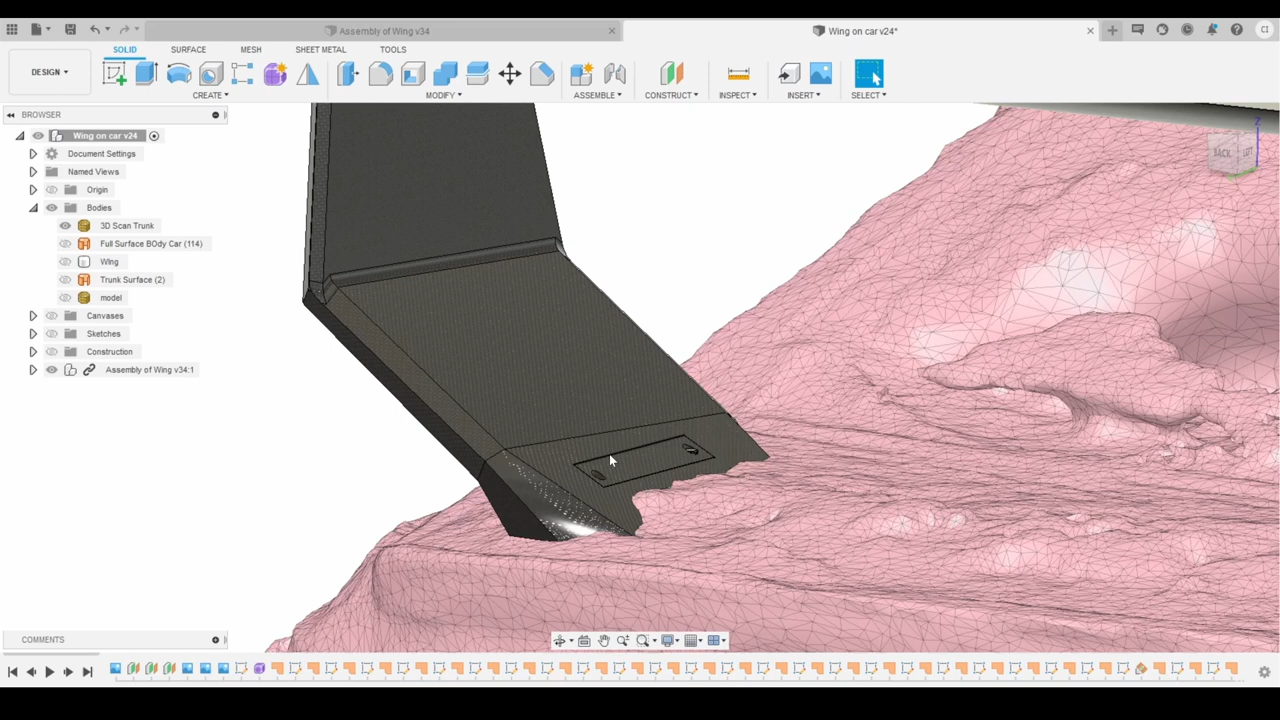 Assembly of Wing v34
Wing on car v24*
CI
DESIGN
SOLID
SURFACE
MESH
SHEET METAL
TOOLS
CREATE
MODIFY
ASSEMBLE
CONSTRUCT
INSPECT
INSERT
SELECT
BROWSER
Wing on car v24
Document Settings
Named Views
Origin
Bodies
3D Scan Trunk
Full Surface BOdy Car (114)
Wing
Trunk Surface (2)
model
Canvases
Sketches
Construction
Assembly of Wing v34:1
Z
BACK
COMMENTS